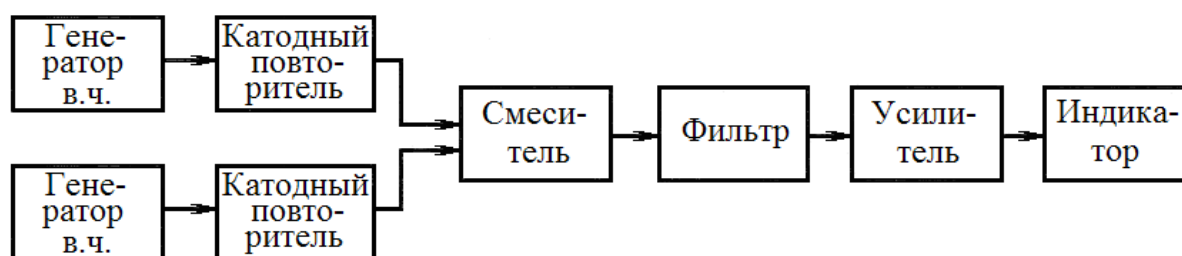 Гене-
ратор
в.ч.
Катодный
повто-
ритель
Гене-
ратор
в.ч.
Катодный
повто-
ритель
Смеси-
тель
Фильтр
Усили-
тель
Индика-
тор